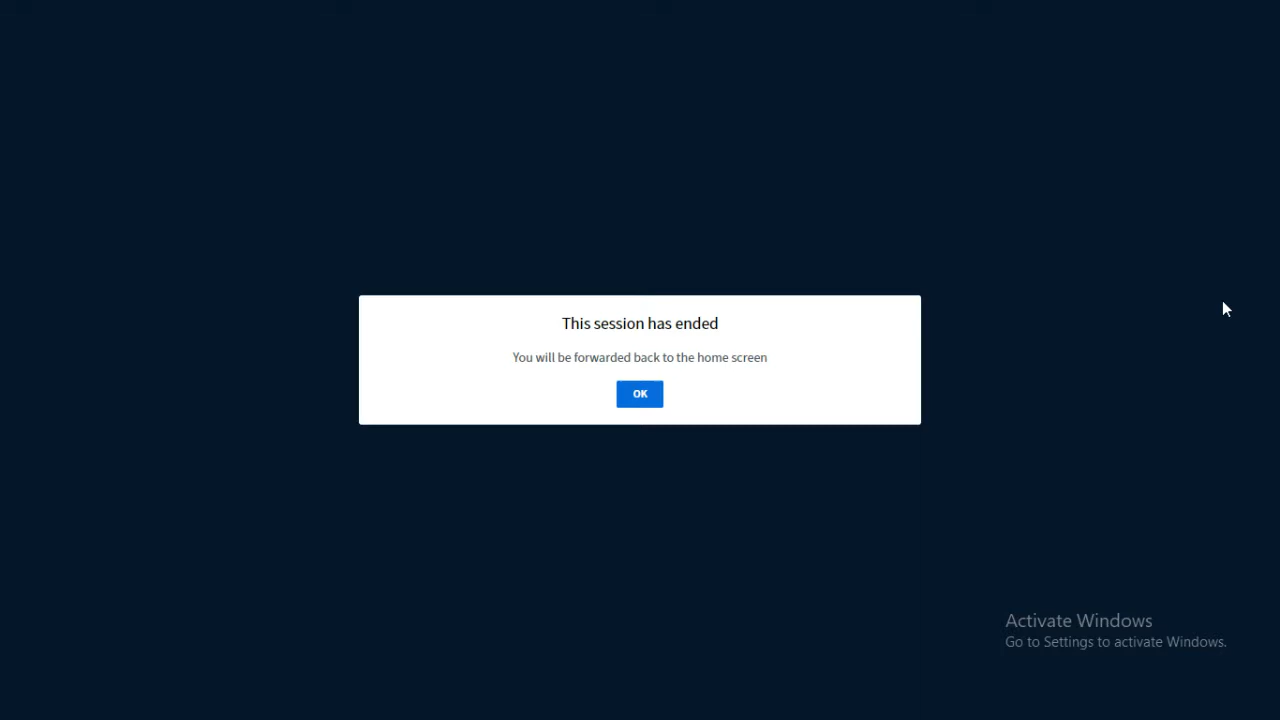 This session has ended
You will be forwarded back to the home screen
OK
Activate Windows
Go to Settings to activate Windows.